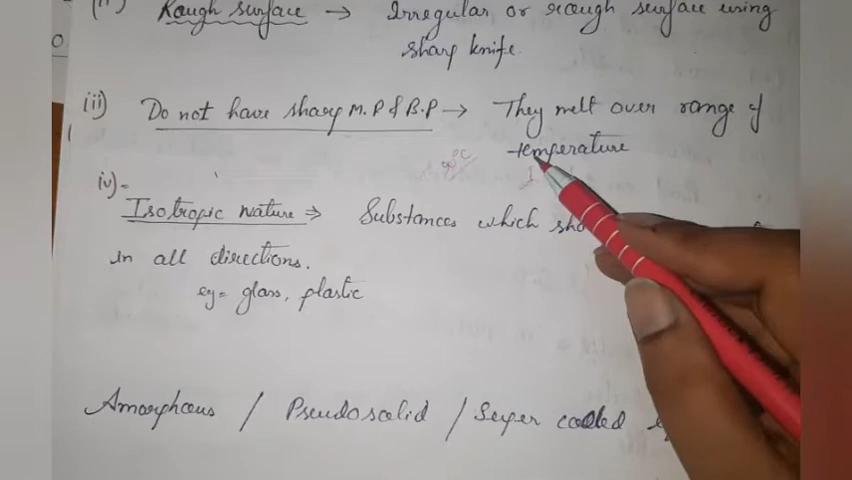 Rough surface → Irregular or rough surface using
sharp knife.
iii) Do not have sharp M.P & B.P → They melt over range of
temperature
iv)= Isotropic nature ⇒ Substances which sho
in all directions.
eg= glass, plastic
Amorphous / Pseudosolid / Super cooled